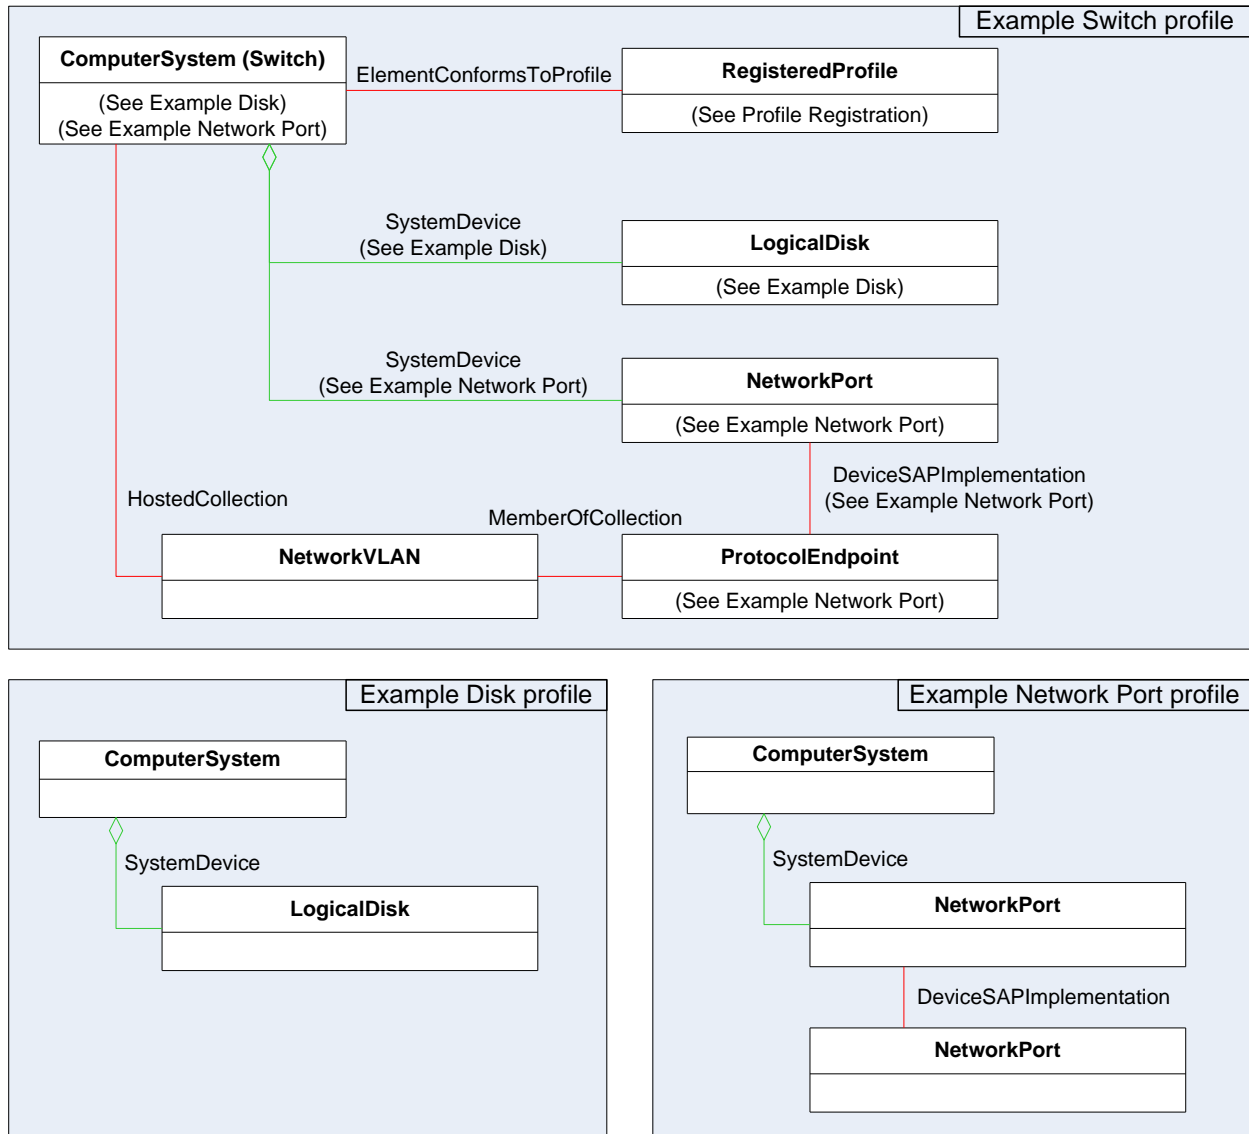 Example Switch profile
ComputerSystem (Switch)
(See Example Disk)
(See Example Network Port)
ElementConformsToProfile
RegisteredProfile
(See Profile Registration)
SystemDevice
(See Example Disk)
LogicalDisk
(See Example Disk)
SystemDevice
(See Example Network Port)
NetworkPort
(See Example Network Port)
DeviceSAPImplementation
(See Example Network Port)
HostedCollection
MemberOfCollection
NetworkVLAN
ProtocolEndpoint
(See Example Network Port)
Example Disk profile
ComputerSystem
SystemDevice
LogicalDisk
Example Network Port profile
ComputerSystem
SystemDevice
NetworkPort
DeviceSAPImplementation
NetworkPort